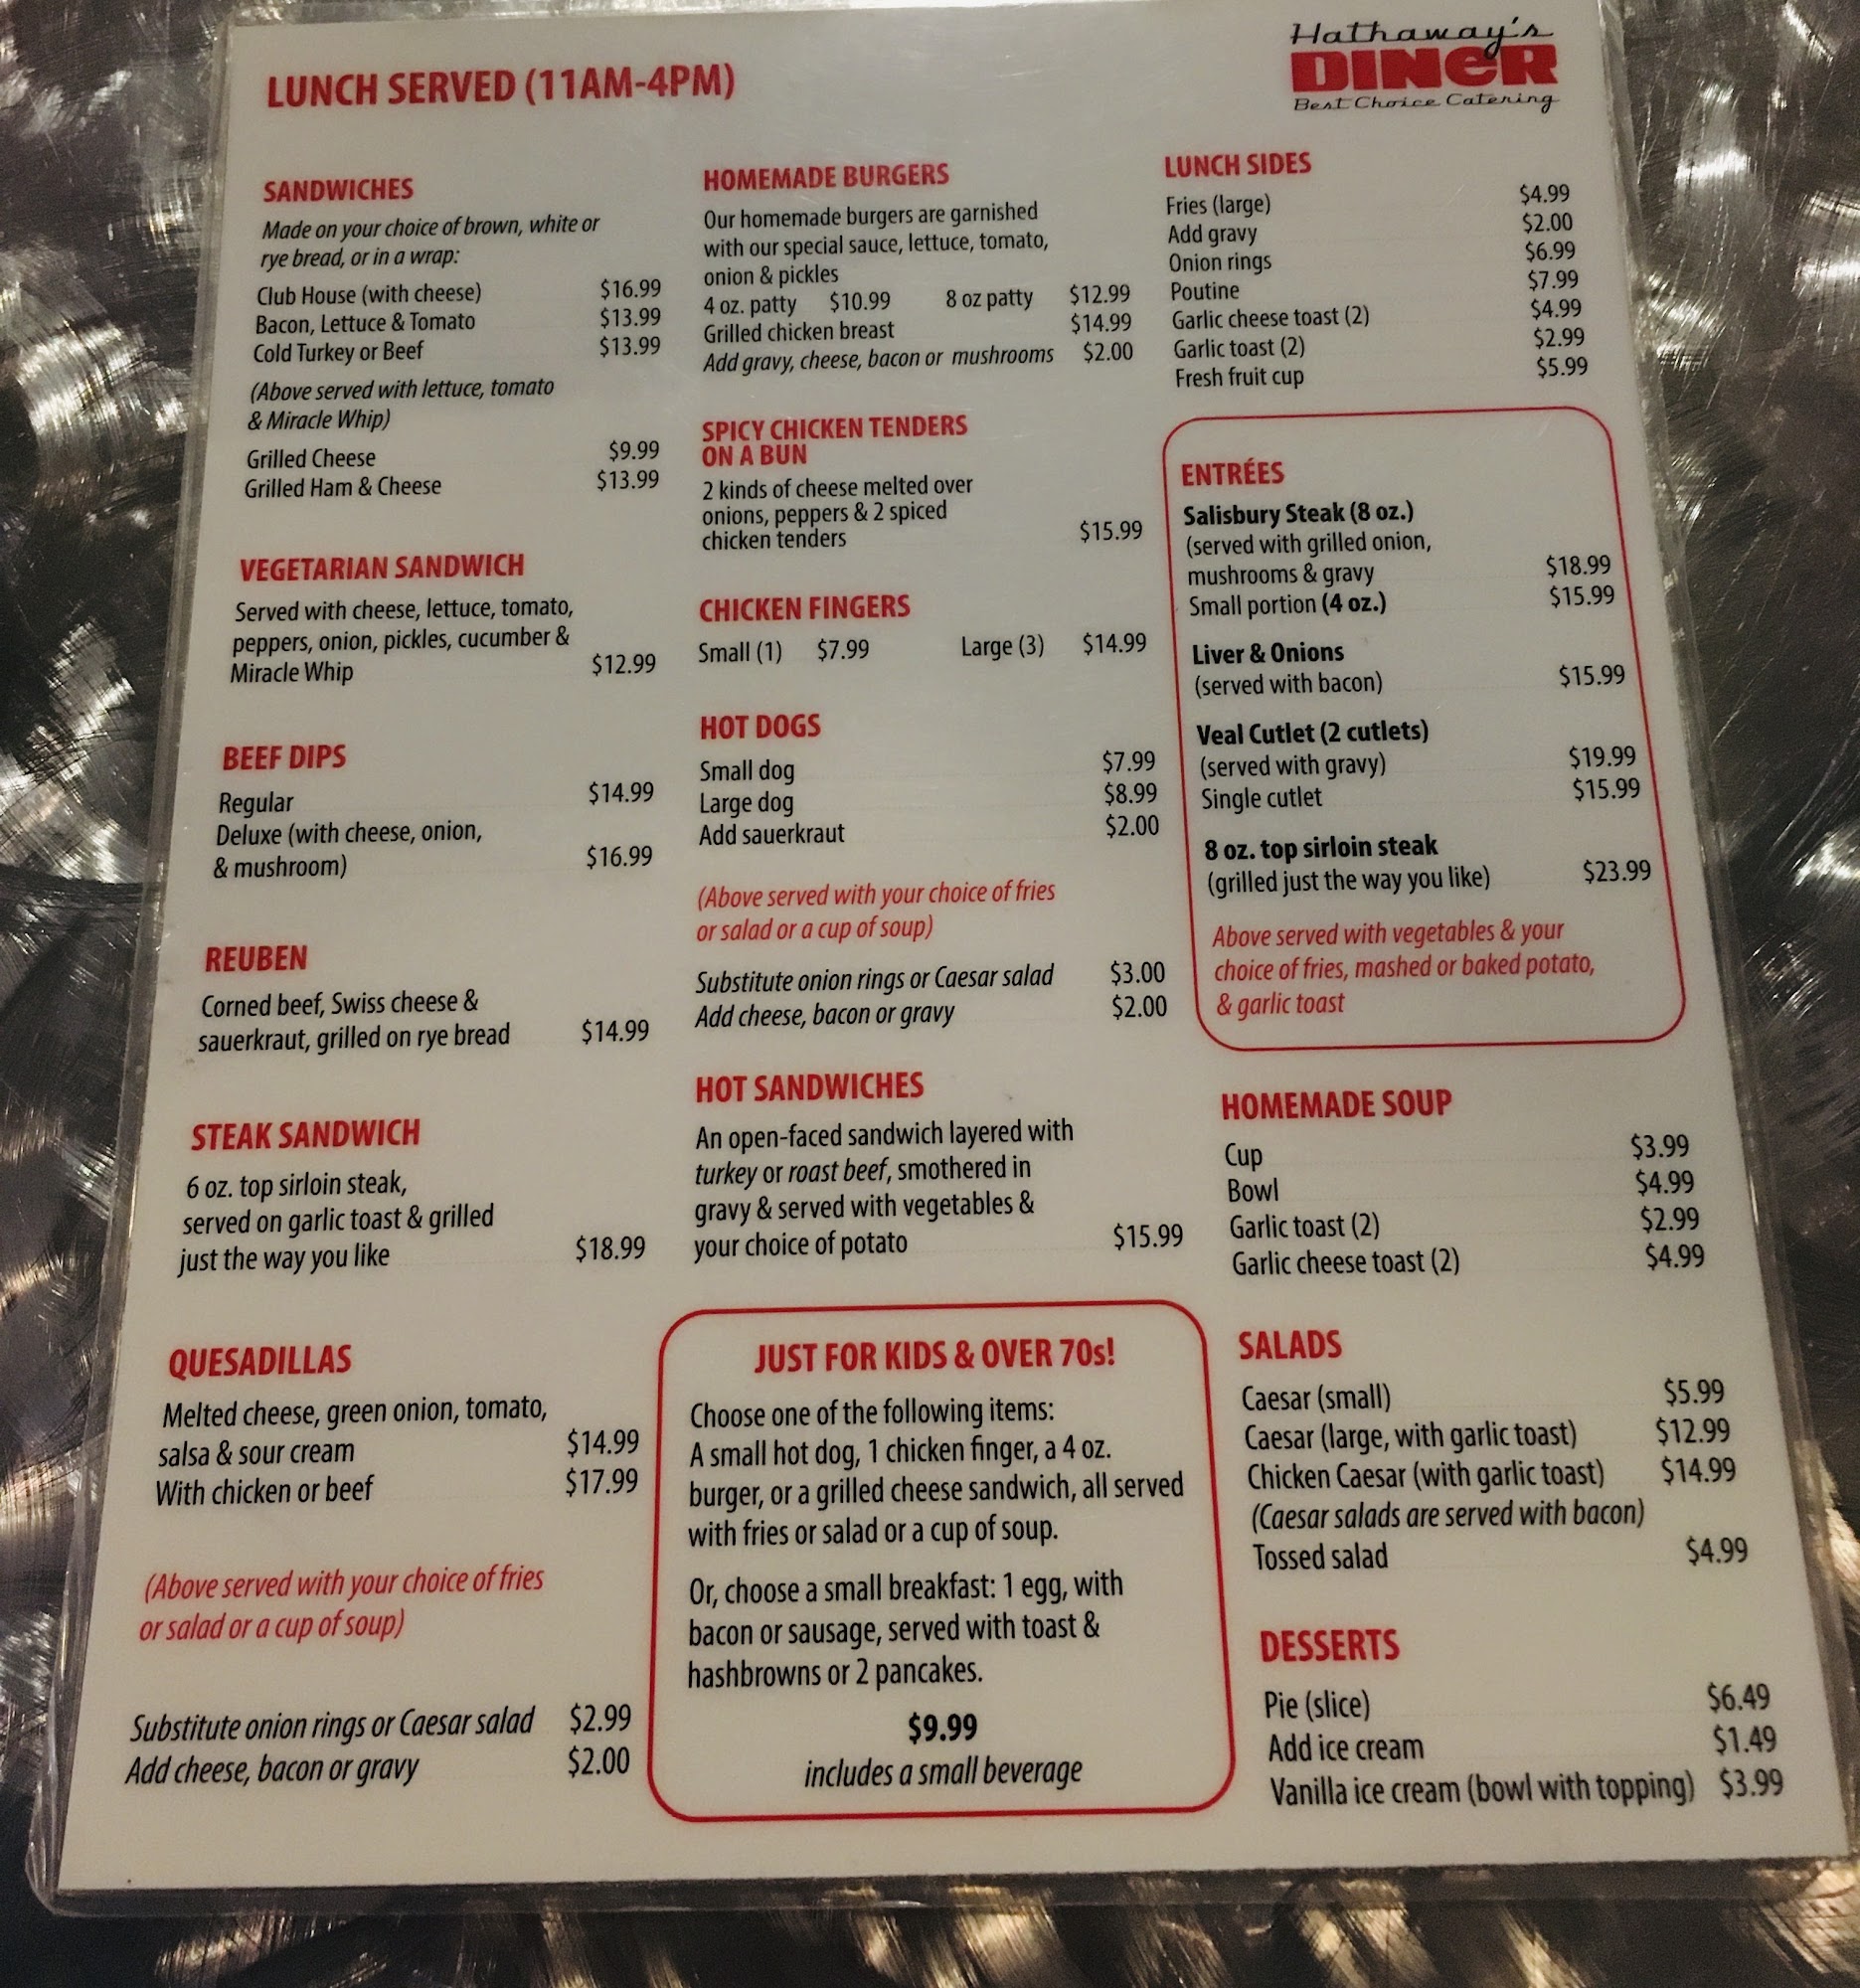 Hathaway's
DINER
Best Choice Catering
LUNCH SERVED (11AM-4PM)
SANDWICHES
Made on your choice of brown, white or
rye bread, or in a wrap:
Club House (with cheese) $16.99
Bacon, Lettuce & Tomato $13.99
Cold Turkey or Beef $13.99
(Above served with lettuce, tomato
& Miracle Whip)
Grilled Cheese $9.99
Grilled Ham & Cheese $13.99
VEGETARIAN SANDWICH
Served with cheese, lettuce, tomato,
peppers, onion, pickles, cucumber &
Miracle Whip $12.99
BEEF DIPS
Regular $14.99
Deluxe (with cheese, onion,
& mushroom) $16.99
REUBEN
Corned beef, Swiss cheese &
sauerkraut, grilled on rye bread $14.99
STEAK SANDWICH
6 oz. top sirloin steak,
served on garlic toast & grilled
just the way you like $18.99
QUESADILLAS
Melted cheese, green onion, tomato,
salsa & sour cream $14.99
With chicken or beef $17.99
(Above served with your choice of fries
or salad or a cup of soup)
Substitute onion rings or Caesar salad $2.99
Add cheese, bacon or gravy $2.00
HOMEMADE BURGERS
Our homemade burgers are garnished
with our special sauce, lettuce, tomato,
onion & pickles
4 oz. patty $10.99 8 oz patty $12.99
Grilled chicken breast $14.99
Add gravy, cheese, bacon or mushrooms $2.00
SPICY CHICKEN TENDERS
ON A BUN
2 kinds of cheese melted over
onions, peppers & 2 spiced
chicken tenders $15.99
CHICKEN FINGERS
Small (1) $7.99 Large (3) $14.99
HOT DOGS
Small dog $7.99
Large dog $8.99
Add sauerkraut $2.00
(Above served with your choice of fries
or salad or a cup of soup)
Substitute onion rings or Caesar salad $3.00
Add cheese, bacon or gravy $2.00
HOT SANDWICHES
An open-faced sandwich layered with
turkey or roast beef, smothered in
gravy & served with vegetables &
your choice of potato $15.99
JUST FOR KIDS & OVER 70s!
Choose one of the following items:
A small hot dog, 1 chicken finger, a 4 oz.
burger, or a grilled cheese sandwich, all served
with fries or salad or a cup of soup.
Or, choose a small breakfast: 1 egg, with
bacon or sausage, served with toast &
hashbrowns or 2 pancakes.
$9.99
includes a small beverage
LUNCH SIDES
Fries (large) $4.99
Add gravy $2.00
Onion rings $6.99
Poutine $7.99
Garlic cheese toast (2) $4.99
Garlic toast (2) $2.99
Fresh fruit cup $5.99
ENTRÉES
Salisbury Steak (8 oz.)
(served with grilled onion,
mushrooms & gravy $18.99
Small portion (4 oz.) $15.99
Liver & Onions
(served with bacon) $15.99
Veal Cutlet (2 cutlets)
(served with gravy) $19.99
Single cutlet $15.99
8 oz. top sirloin steak
(grilled just the way you like) $23.99
Above served with vegetables & your
choice of fries, mashed or baked potato,
& garlic toast
HOMEMADE SOUP
Cup $3.99
Bowl $4.99
Garlic toast (2) $2.99
Garlic cheese toast (2) $4.99
SALADS
Caesar (small) $5.99
Caesar (large, with garlic toast) $12.99
Chicken Caesar (with garlic toast) $14.99
(Caesar salads are served with bacon)
Tossed salad $4.99
DESSERTS
Pie (slice) $6.49
Add ice cream $1.49
Vanilla ice cream (bowl with topping) $3.99